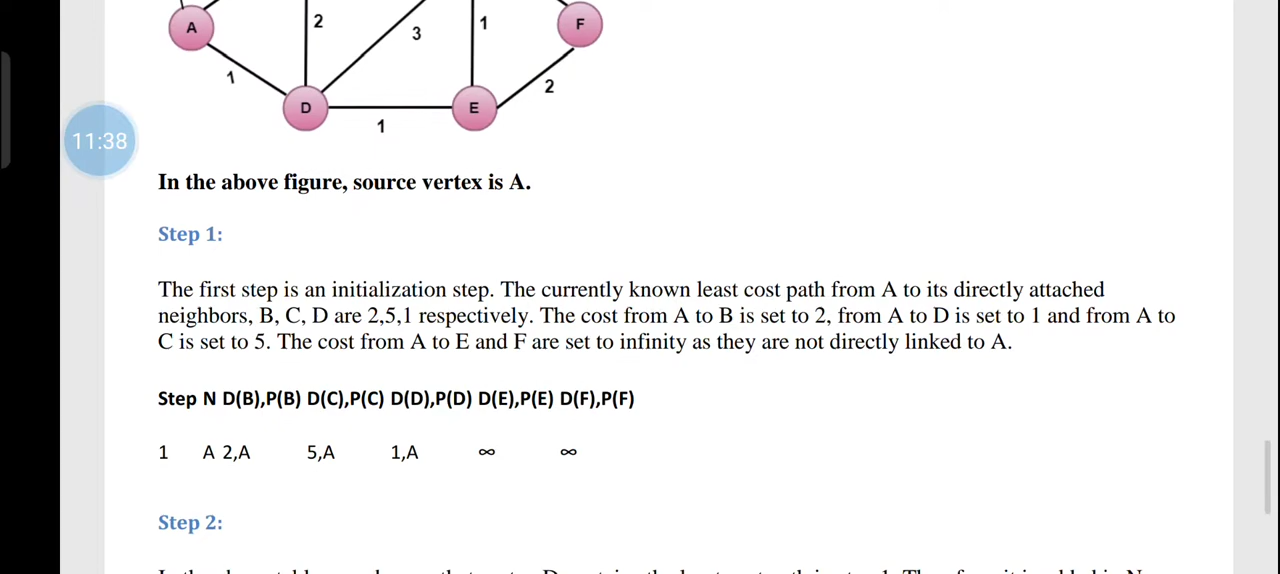 A
2
3
1
F
1
2
D
E
1
11:38
In the above figure, source vertex is A.
Step 1:
The first step is an initialization step. The currently known least cost path from A to its directly attached
neighbors, B, C, D are 2,5,1 respectively. The cost from A to B is set to 2, from A to D is set to 1 and from A to
C is set to 5. The cost from A to E and F are set to infinity as they are not directly linked to A.
Step N D(B),P(B) D(C),P(C) D(D),P(D) D(E),P(E) D(F),P(F)
1 A 2,A 5,A 1,A ∞ ∞
Step 2: